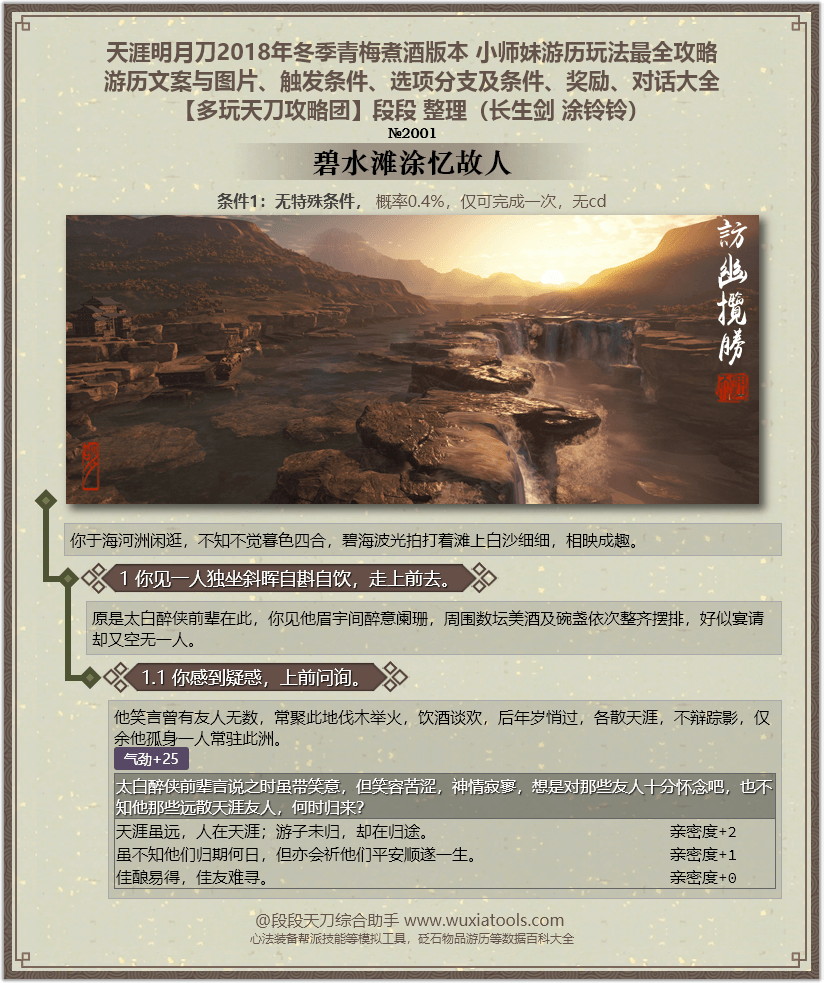 天涯明月刀2018年冬季青梅煮酒版本 小师妹游历玩法最全攻略
游历文案与图片、触发条件、选项分支及条件、奖励、对话大全
【多玩天刀攻略团】段段 整理（长生剑 涂铃铃）
№2001
碧水滩涂忆故人
条件1：无特殊条件， 概率0.4%，仅可完成一次，无cd
訪幽攬勝
你于海河洲闲逛，不知不觉暮色四合，碧海波光拍打着滩上白沙细细，相映成趣。
1 你见一人独坐斜晖自斟自饮，走上前去。
原是太白醉侠前辈在此，你见他眉宇间醉意阑珊，周围数坛美酒及碗盏依次整齐摆排，好似宴请
却又空无一人。
1.1 你感到疑惑，上前问询。
他笑言曾有友人无数，常聚此地伐木举火，饮酒谈欢，后年岁悄过，各散天涯，不辩踪影，仅
余他孤身一人常驻此洲。
气劲+25
太白醉侠前辈言说之时虽带笑意，但笑容苦涩，神情寂寥，想是对那些友人十分怀念吧，也不
知他那些远散天涯友人，何时归来？
天涯虽远，人在天涯；游子未归，却在归途。 亲密度+2
虽不知他们归期何日，但亦会祈他们平安顺遂一生。 亲密度+1
佳酿易得，佳友难寻。 亲密度+0
@段段天刀综合助手 www.wuxiatools.com
心法装备帮派技能等模拟工具，砭石物品游历等数据百科大全